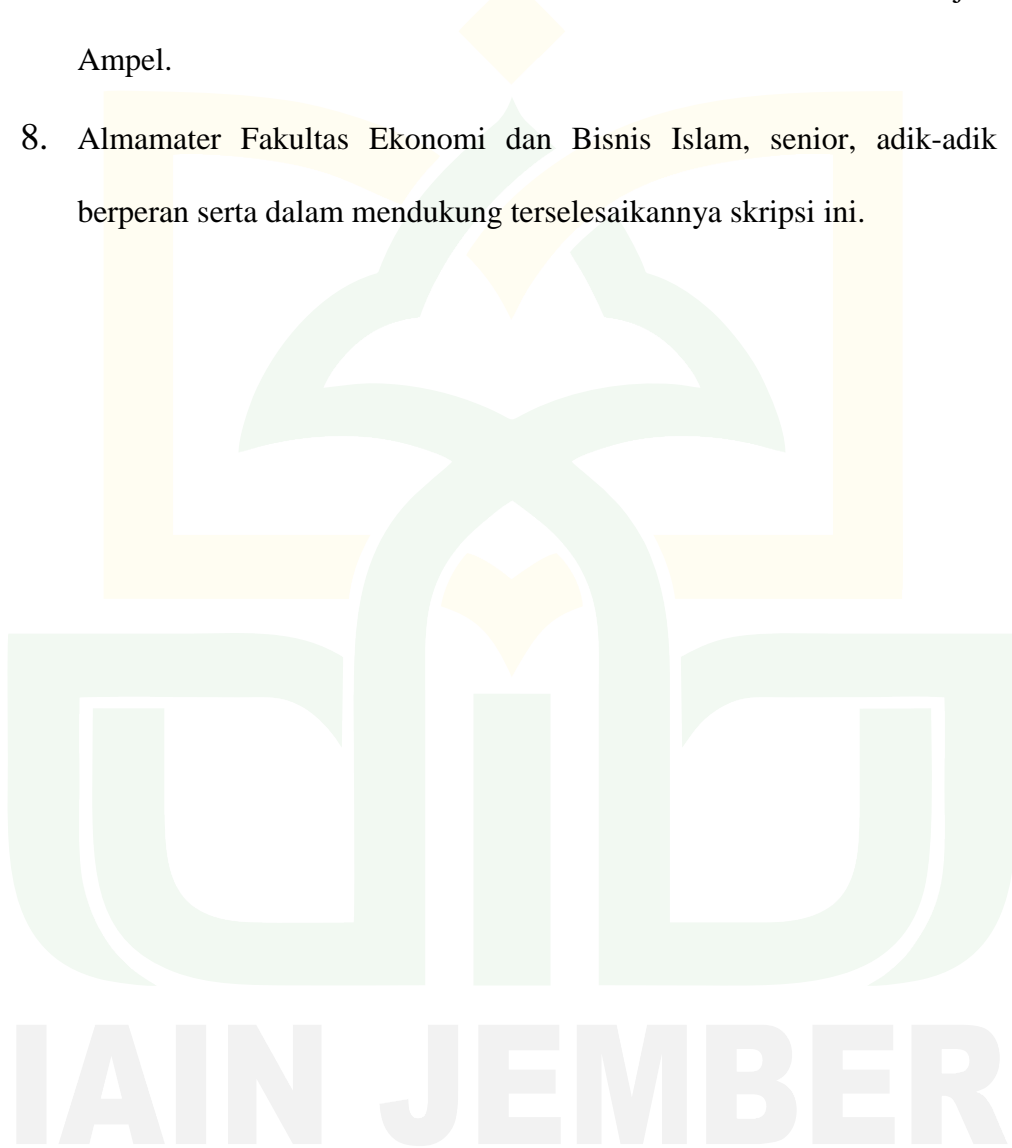 Ampel.
8. Almamater Fakultas Ekonomi dan Bisnis Islam, senior, adik-adik
berperan serta dalam mendukung terselesaikannya skripsi ini.
IAIN JEMBER